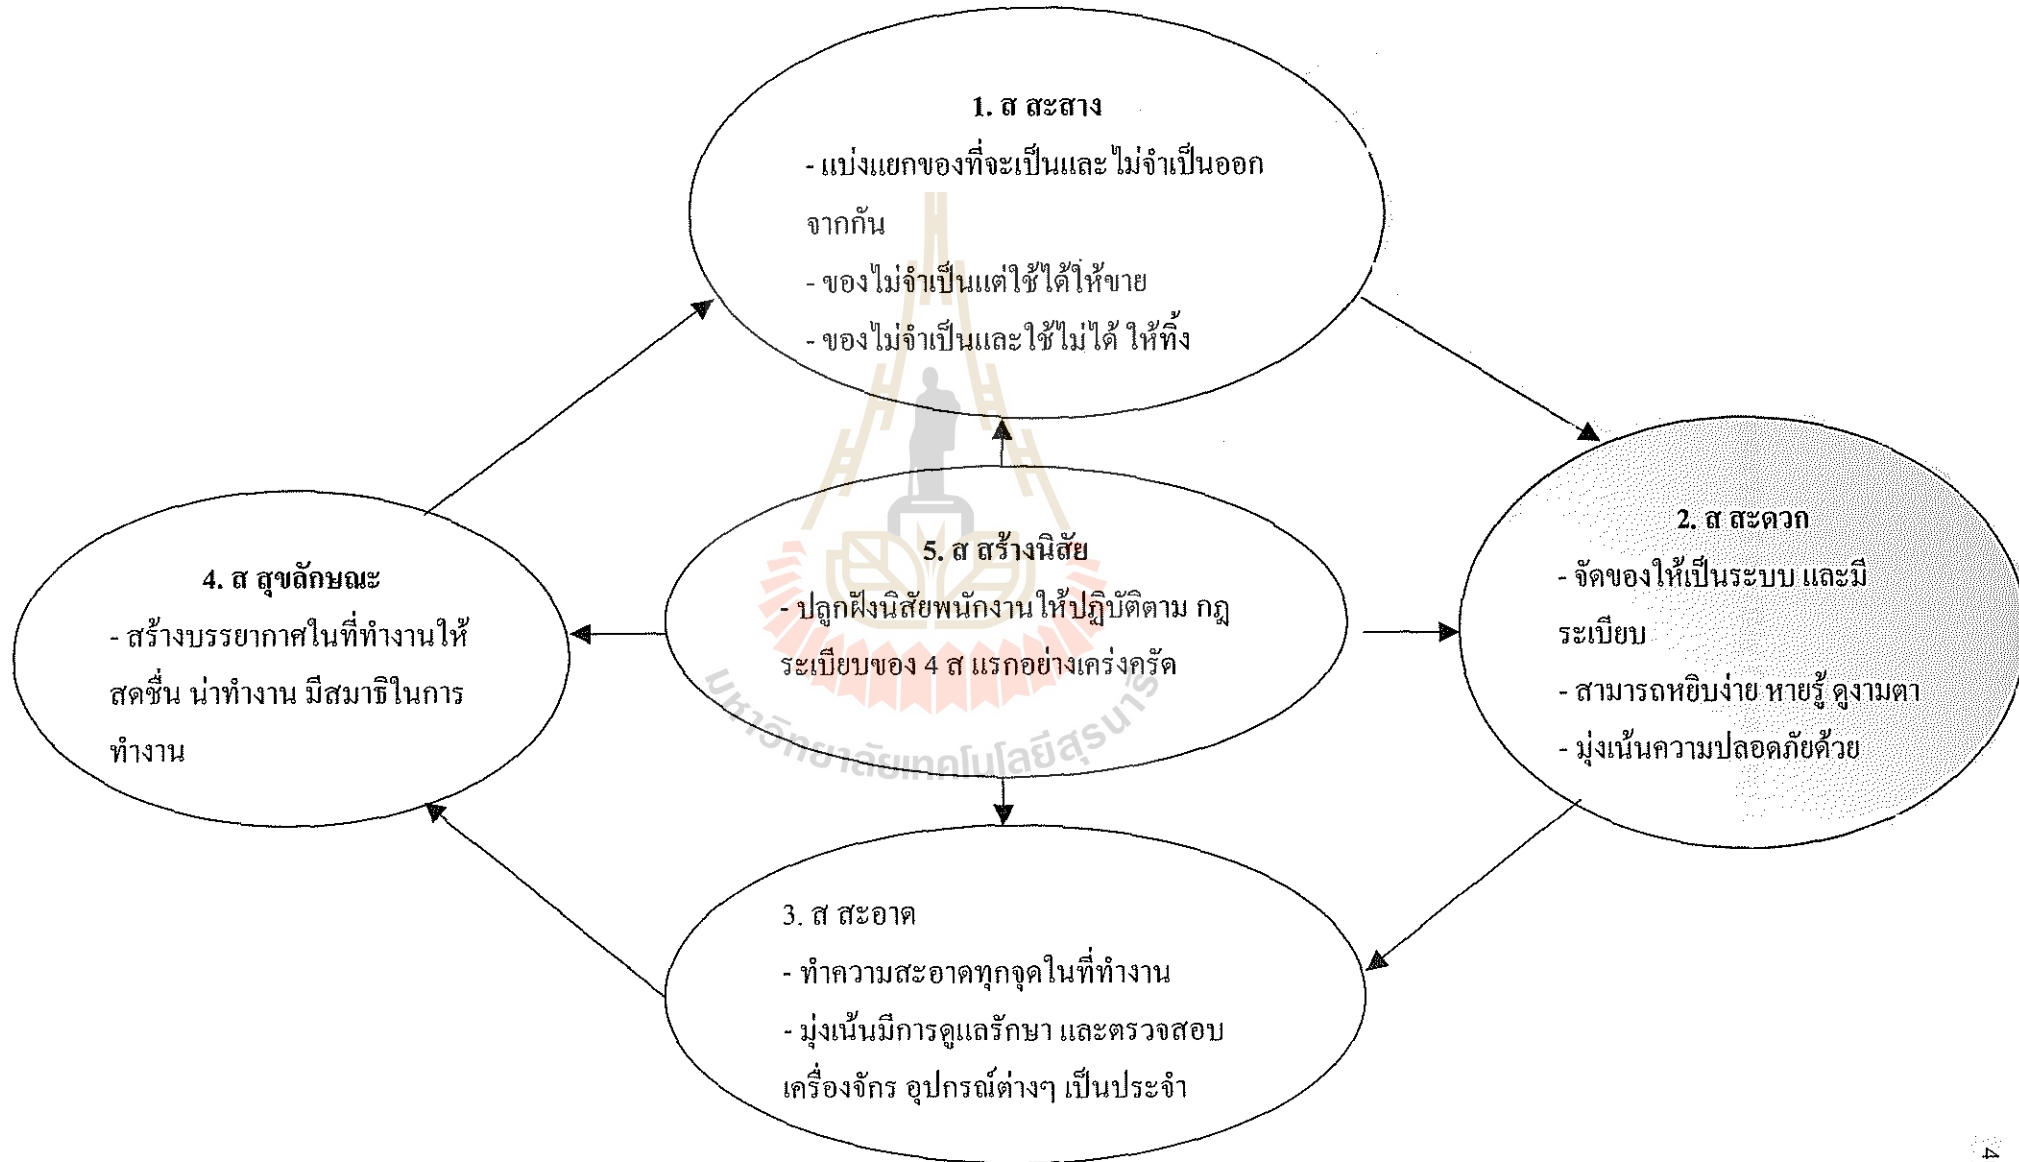 1. ส สะสาง
- แบ่งแยกของที่จะเป็นและ ไม่จำเป็นออก
จากกัน
- ของไม่จำเป็นแต่ใช้ได้ให้ขาย
- ของไม่จำเป็นและใช้ไม่ได้ ให้ทิ้ง
2. ส สะดวก
- จัดของให้เป็นระบบ และมี
ระเบียบ
- สามารถหยิบง่าย หายรู้ ดูงามตา
- มุ่งเน้นความปลอดภัยด้วย
3. ส สะอาด
- ทำความสะอาดทุกจุดในที่ทำงาน
- มุ่งเน้นมีการดูแลรักษา และตรวจสอบ
เครื่องจักร อุปกรณ์ต่างๆ เป็นประจำ
4. ส สุขลักษณะ
- สร้างบรรยากาศในที่ทำงานให้
สดชื่น น่าทำงาน มีสมาธิในการ
ทำงาน
5. ส สร้างนิสัย
- ปลูกฝังนิสัยพนักงานให้ปฏิบัติตาม กฎ
ระเบียบของ 4 ส แรกอย่างเคร่งครัด
มหาวิทยาลัยเทคโนโลยีสุรนารี
4